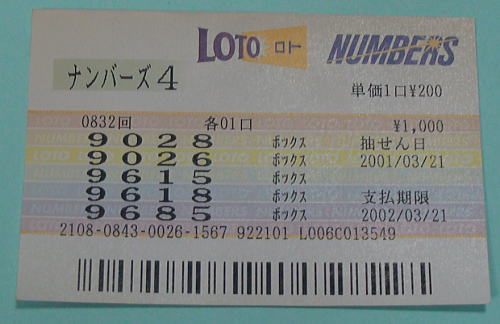 LOTO ロト NUMBERS
ナンバーズ4
単価1口¥200
0832回 各01口 ¥1,000
9028 ボックス 抽せん日
9026 ボックス 2001/03/21
9615 ボックス
9618 ボックス 支払期限
9685 ボックス 2002/03/21
2108-0843-0026-1567 922101 L006C013549